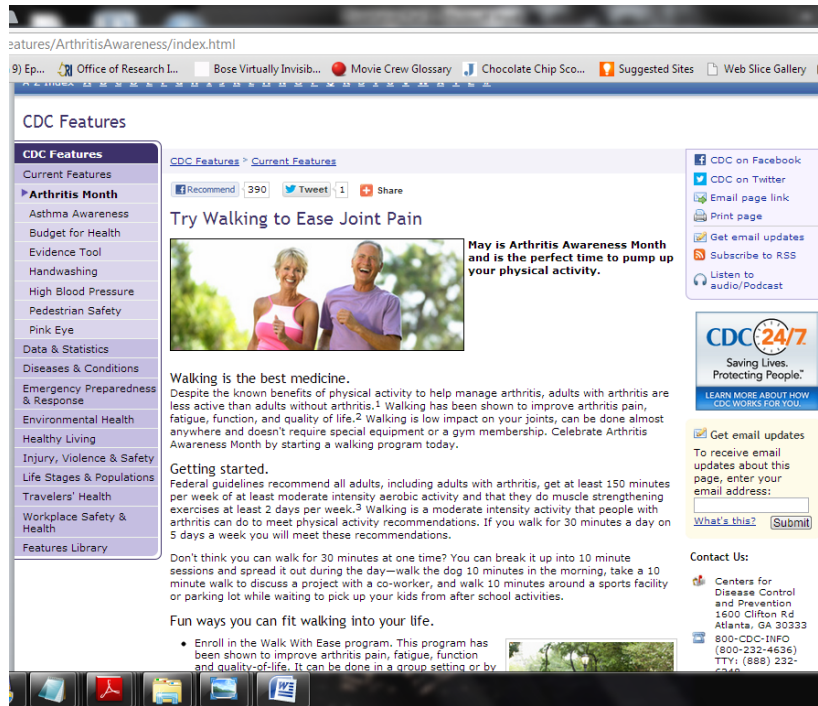 eatures/ArthritisAwareness/index.html
9) Ep... Office of Research I... Bose Virtually Invisib... Movie Crew Glossary Chocolate Chip Sco... Suggested Sites Web Slice Gallery
CDC Features
CDC Features
Current Features
Arthritis Month
Asthma Awareness
Budget for Health
Evidence Tool
Handwashing
High Blood Pressure
Pedestrian Safety
Pink Eye
Data & Statistics
Diseases & Conditions
Emergency Preparedness
& Response
Environmental Health
Healthy Living
Injury, Violence & Safety
Life Stages & Populations
Travelers' Health
Workplace Safety &
Health
Features Library
CDC Features > Current Features
Recommend 390 Tweet 1 Share
Try Walking to Ease Joint Pain
May is Arthritis Awareness Month
and is the perfect time to pump up
your physical activity.
Walking is the best medicine.
Despite the known benefits of physical activity to help manage arthritis, adults with arthritis are
less active than adults without arthritis.1 Walking has been shown to improve arthritis pain,
fatigue, function, and quality of life.2 Walking is low impact on your joints, can be done almost
anywhere and doesn't require special equipment or a gym membership. Celebrate Arthritis
Awareness Month by starting a walking program today.
Getting started.
Federal guidelines recommend all adults, including adults with arthritis, get at least 150 minutes
per week of at least moderate intensity aerobic activity and that they do muscle strengthening
exercises at least 2 days per week.3 Walking is a moderate intensity activity that people with
arthritis can do to meet physical activity recommendations. If you walk for 30 minutes a day on
5 days a week you will meet these recommendations.
Don't think you can walk for 30 minutes at one time? You can break it up into 10 minute
sessions and spread it out during the day—walk the dog 10 minutes in the morning, take a 10
minute walk to discuss a project with a co-worker, and walk 10 minutes around a sports facility
or parking lot while waiting to pick up your kids from after school activities.
Fun ways you can fit walking into your life.
• Enroll in the Walk With Ease program. This program has
been shown to improve arthritis pain, fatigue, function
and quality-of-life. It can be done in a group setting or by
CDC on Facebook
CDC on Twitter
Email page link
Print page
Get email updates
Subscribe to RSS
Listen to
audio/Podcast
CDC 24/7
Saving Lives.
Protecting People.™
LEARN MORE ABOUT HOW
CDC WORKS FOR YOU.
Get email updates
To receive email
updates about this
page, enter your
email address:
What's this? Submit
Contact Us:
Centers for
Disease Control
and Prevention
1600 Clifton Rd
Atlanta, GA 30333
800-CDC-INFO
(800-232-4636)
TTY: (888) 232-